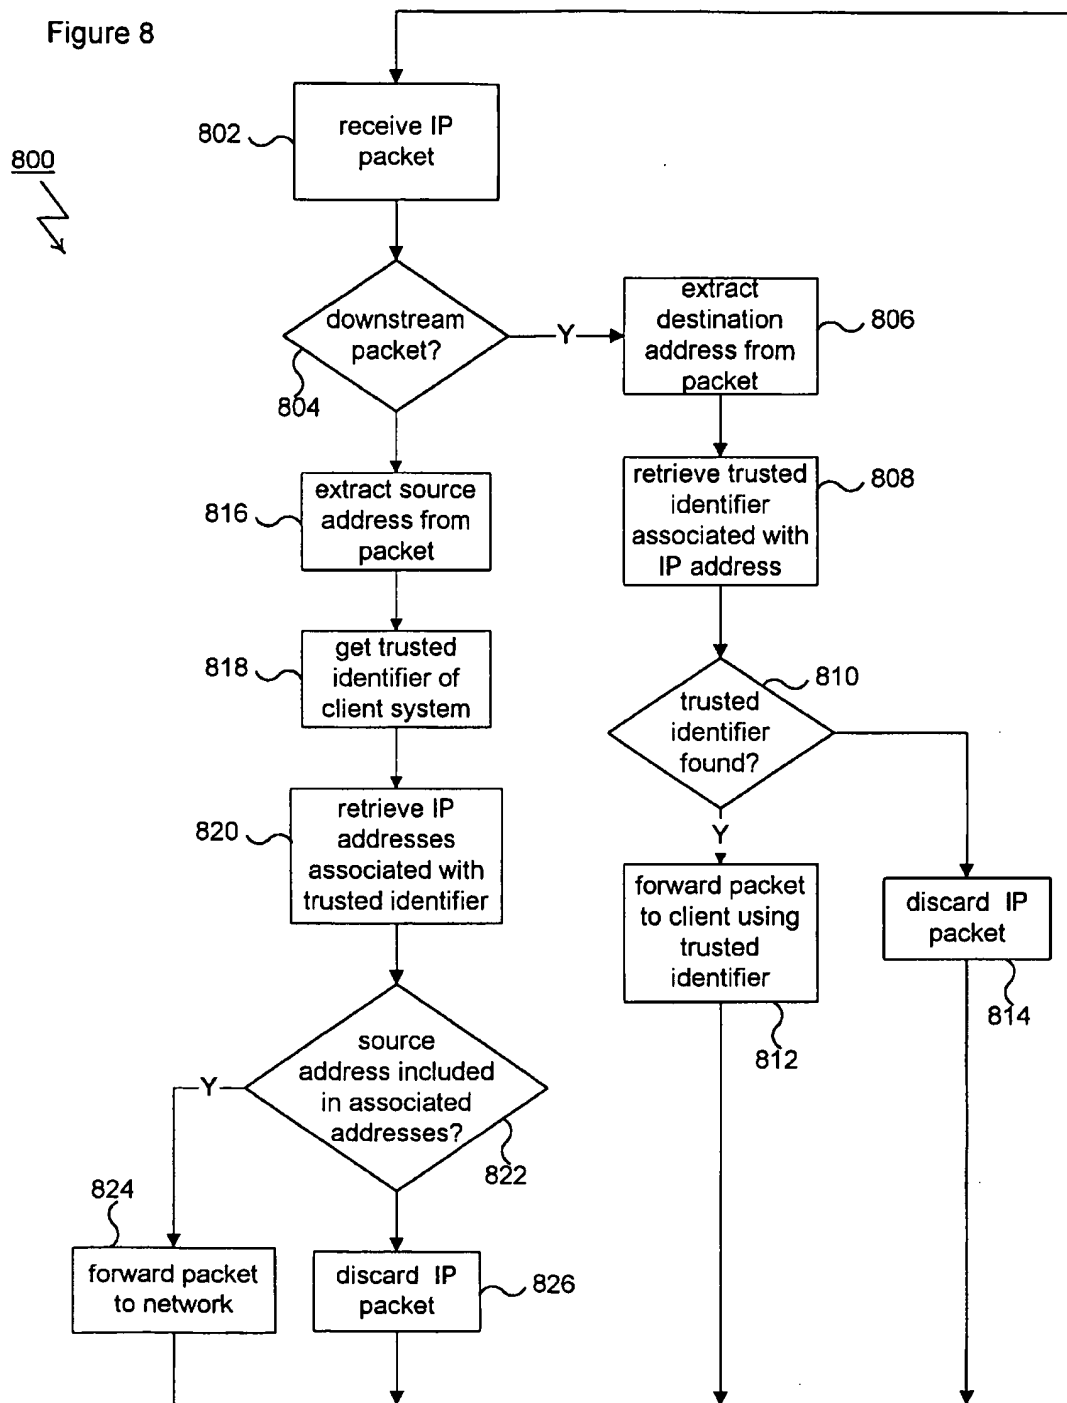 Figure 8
800
802
receive IP
packet
downstream
packet?
804
Y
extract
destination
address from
packet
806
816
extract source
address from
packet
retrieve trusted
identifier
associated with
IP address
808
818
get trusted
identifier of
client system
trusted
identifier
found?
810
820
retrieve IP
addresses
associated with
trusted identifier
Y
forward packet
to client using
trusted
identifier
812
discard IP
packet
814
source
address included
in associated
addresses?
822
Y
824
forward packet
to network
discard IP
packet
826